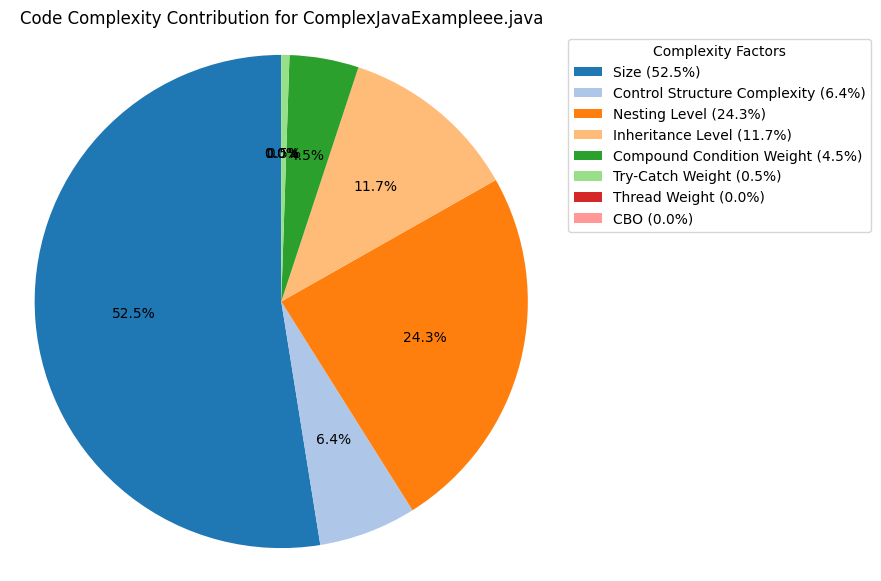 Code Complexity Contribution for ComplexJavaExampleee.java
Complexity Factors
Size (52.5%)
Control Structure Complexity (6.4%)
Nesting Level (24.3%)
Inheritance Level (11.7%)
Compound Condition Weight (4.5%)
Try-Catch Weight (0.5%)
Thread Weight (0.0%)
CBO (0.0%)
4.5%
11.7%
52.5%
24.3%
6.4%